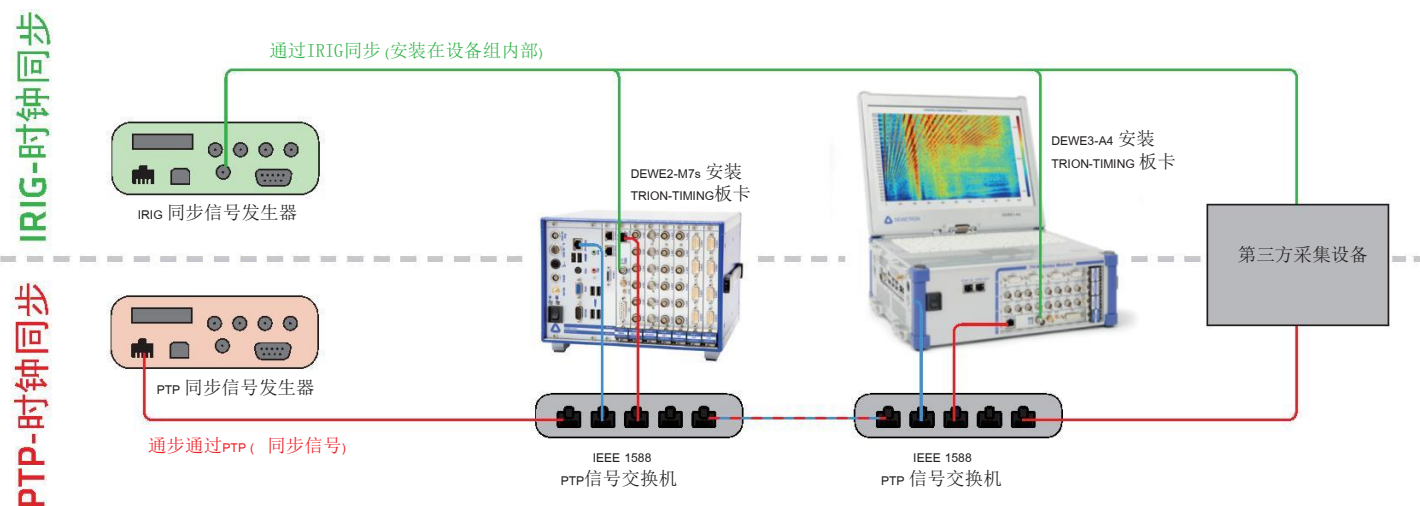 IRIG-时钟同步
通过IRIG同步(安装在设备组内部)
IRIG 同步信号发生器
DEWE2-M7s 安装
TRION-TIMING板卡
DEWE3-A4 安装
TRION-TIMING 板卡
DEWETRON
第三方采集设备
PTP-时钟同步
PTP 同步信号发生器
通步通过PTP ( 同步信号)
IEEE 1588
PTP信号交换机
IEEE 1588
PTP 信号交换机